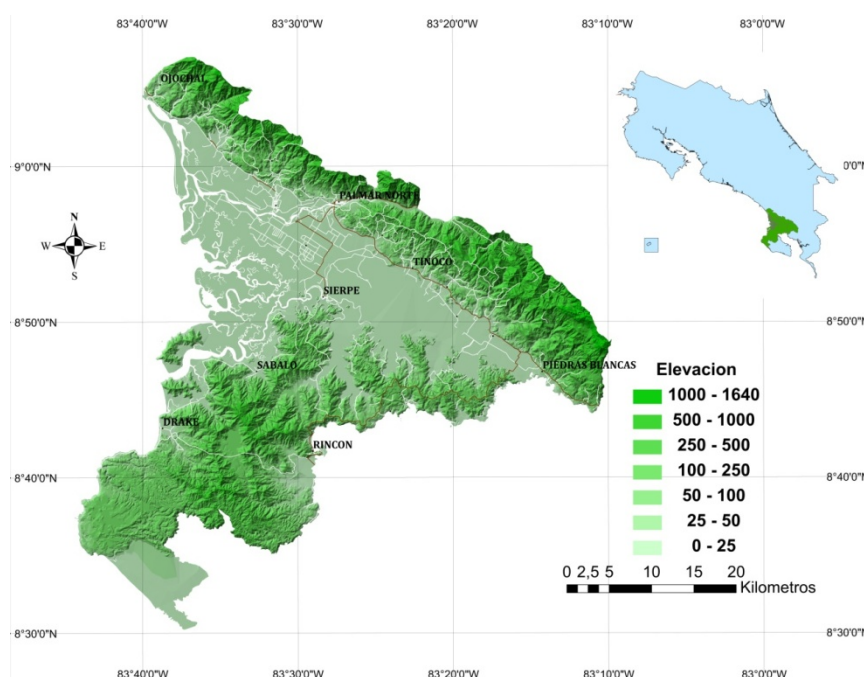 83°40'0"W 83°30'0"W 83°20'0"W 83°10'0"W 83°0'0"W
OJOCHAL
9°0'0"N
0°0'0"N
PALMAR NORTE
N
W E
S
TINOCO
SIERPE
8°50'0"N
8°50'0"N
SABALO
PIEDRAS BLANCAS
Elevacion
1000 - 1640
500 - 1000
250 - 500
100 - 250
50 - 100
25 - 50
0 - 25
DRAKE
RINCON
8°40'0"N
8°40'0"N
0 2,5 5 10 15 20
Kilometros
8°30'0"N
8°30'0"N
83°40'0"W 83°30'0"W 83°20'0"W 83°10'0"W 83°0'0"W